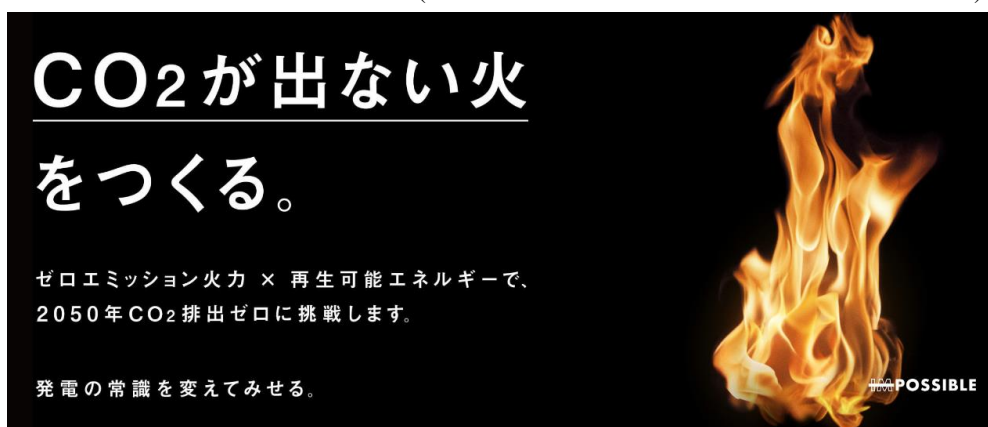 CO2が出ない火
をつくる。
ゼロエミッション火力 × 再生可能エネルギーで、
2050年CO2排出ゼロに挑戦します。
発電の常識を変えてみせる。
IMPOSSIBLE